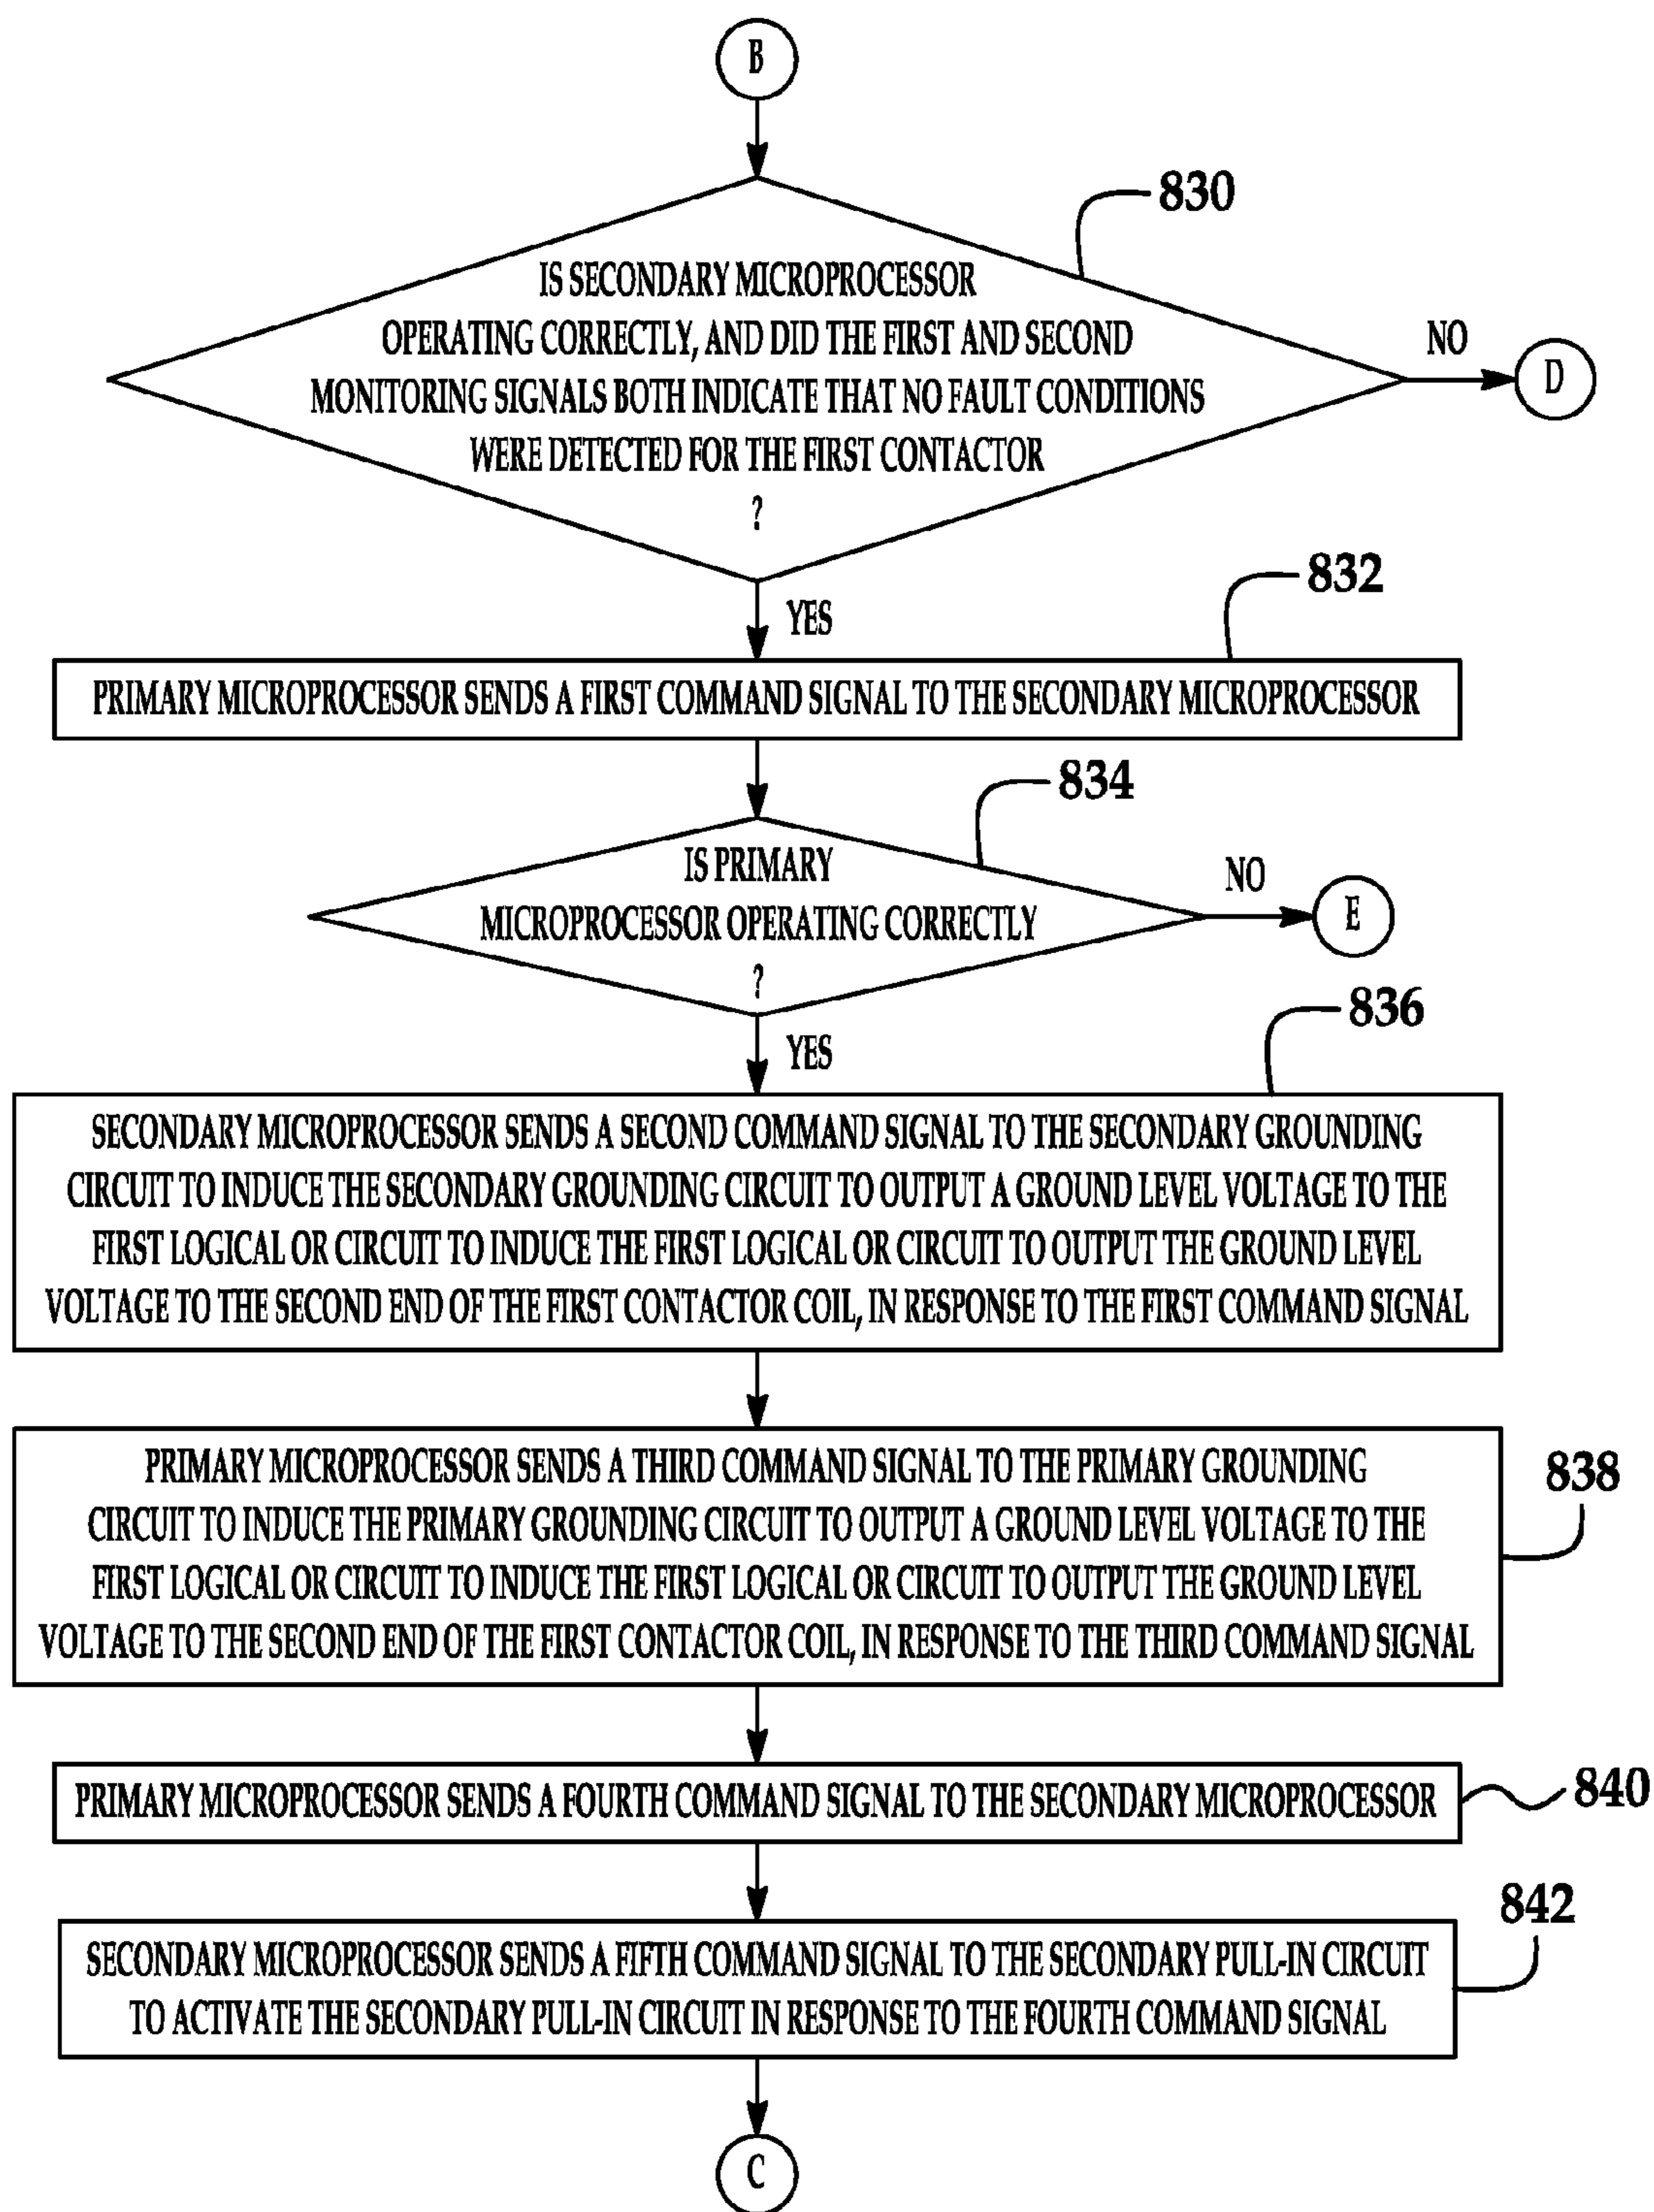 B
830
IS SECONDARY MICROPROCESSOR
OPERATING CORRECTLY, AND DID THE FIRST AND SECOND
MONITORING SIGNALS BOTH INDICATE THAT NO FAULT CONDITIONS
WERE DETECTED FOR THE FIRST CONTACTOR
?
NO
D
YES
832
PRIMARY MICROPROCESSOR SENDS A FIRST COMMAND SIGNAL TO THE SECONDARY MICROPROCESSOR
834
IS PRIMARY
MICROPROCESSOR OPERATING CORRECTLY
?
NO
E
YES
836
SECONDARY MICROPROCESSOR SENDS A SECOND COMMAND SIGNAL TO THE SECONDARY GROUNDING
CIRCUIT TO INDUCE THE SECONDARY GROUNDING CIRCUIT TO OUTPUT A GROUND LEVEL VOLTAGE TO THE
FIRST LOGICAL OR CIRCUIT TO INDUCE THE FIRST LOGICAL OR CIRCUIT TO OUTPUT THE GROUND LEVEL
VOLTAGE TO THE SECOND END OF THE FIRST CONTACTOR COIL, IN RESPONSE TO THE FIRST COMMAND SIGNAL
PRIMARY MICROPROCESSOR SENDS A THIRD COMMAND SIGNAL TO THE PRIMARY GROUNDING
CIRCUIT TO INDUCE THE PRIMARY GROUNDING CIRCUIT TO OUTPUT A GROUND LEVEL VOLTAGE TO THE
FIRST LOGICAL OR CIRCUIT TO INDUCE THE FIRST LOGICAL OR CIRCUIT TO OUTPUT THE GROUND LEVEL
VOLTAGE TO THE SECOND END OF THE FIRST CONTACTOR COIL, IN RESPONSE TO THE THIRD COMMAND SIGNAL
838
PRIMARY MICROPROCESSOR SENDS A FOURTH COMMAND SIGNAL TO THE SECONDARY MICROPROCESSOR
840
842
SECONDARY MICROPROCESSOR SENDS A FIFTH COMMAND SIGNAL TO THE SECONDARY PULL-IN CIRCUIT
TO ACTIVATE THE SECONDARY PULL-IN CIRCUIT IN RESPONSE TO THE FOURTH COMMAND SIGNAL
C